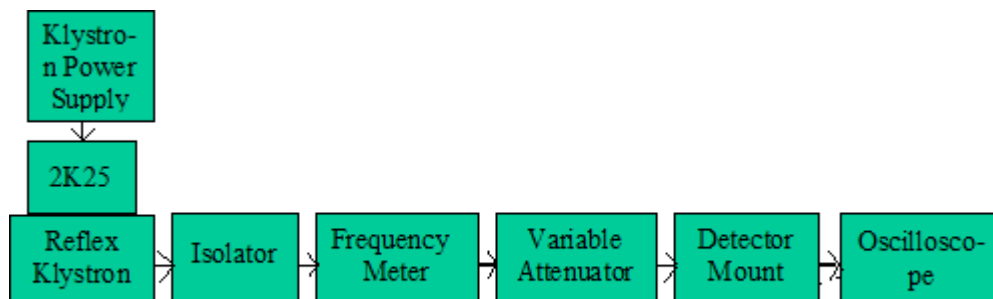 Klystro-
n Power
Supply
2K25
Reflex
Klystron
Isolator
Frequency
Meter
Variable
Attenuator
Detector
Mount
Oscillosco-
pe